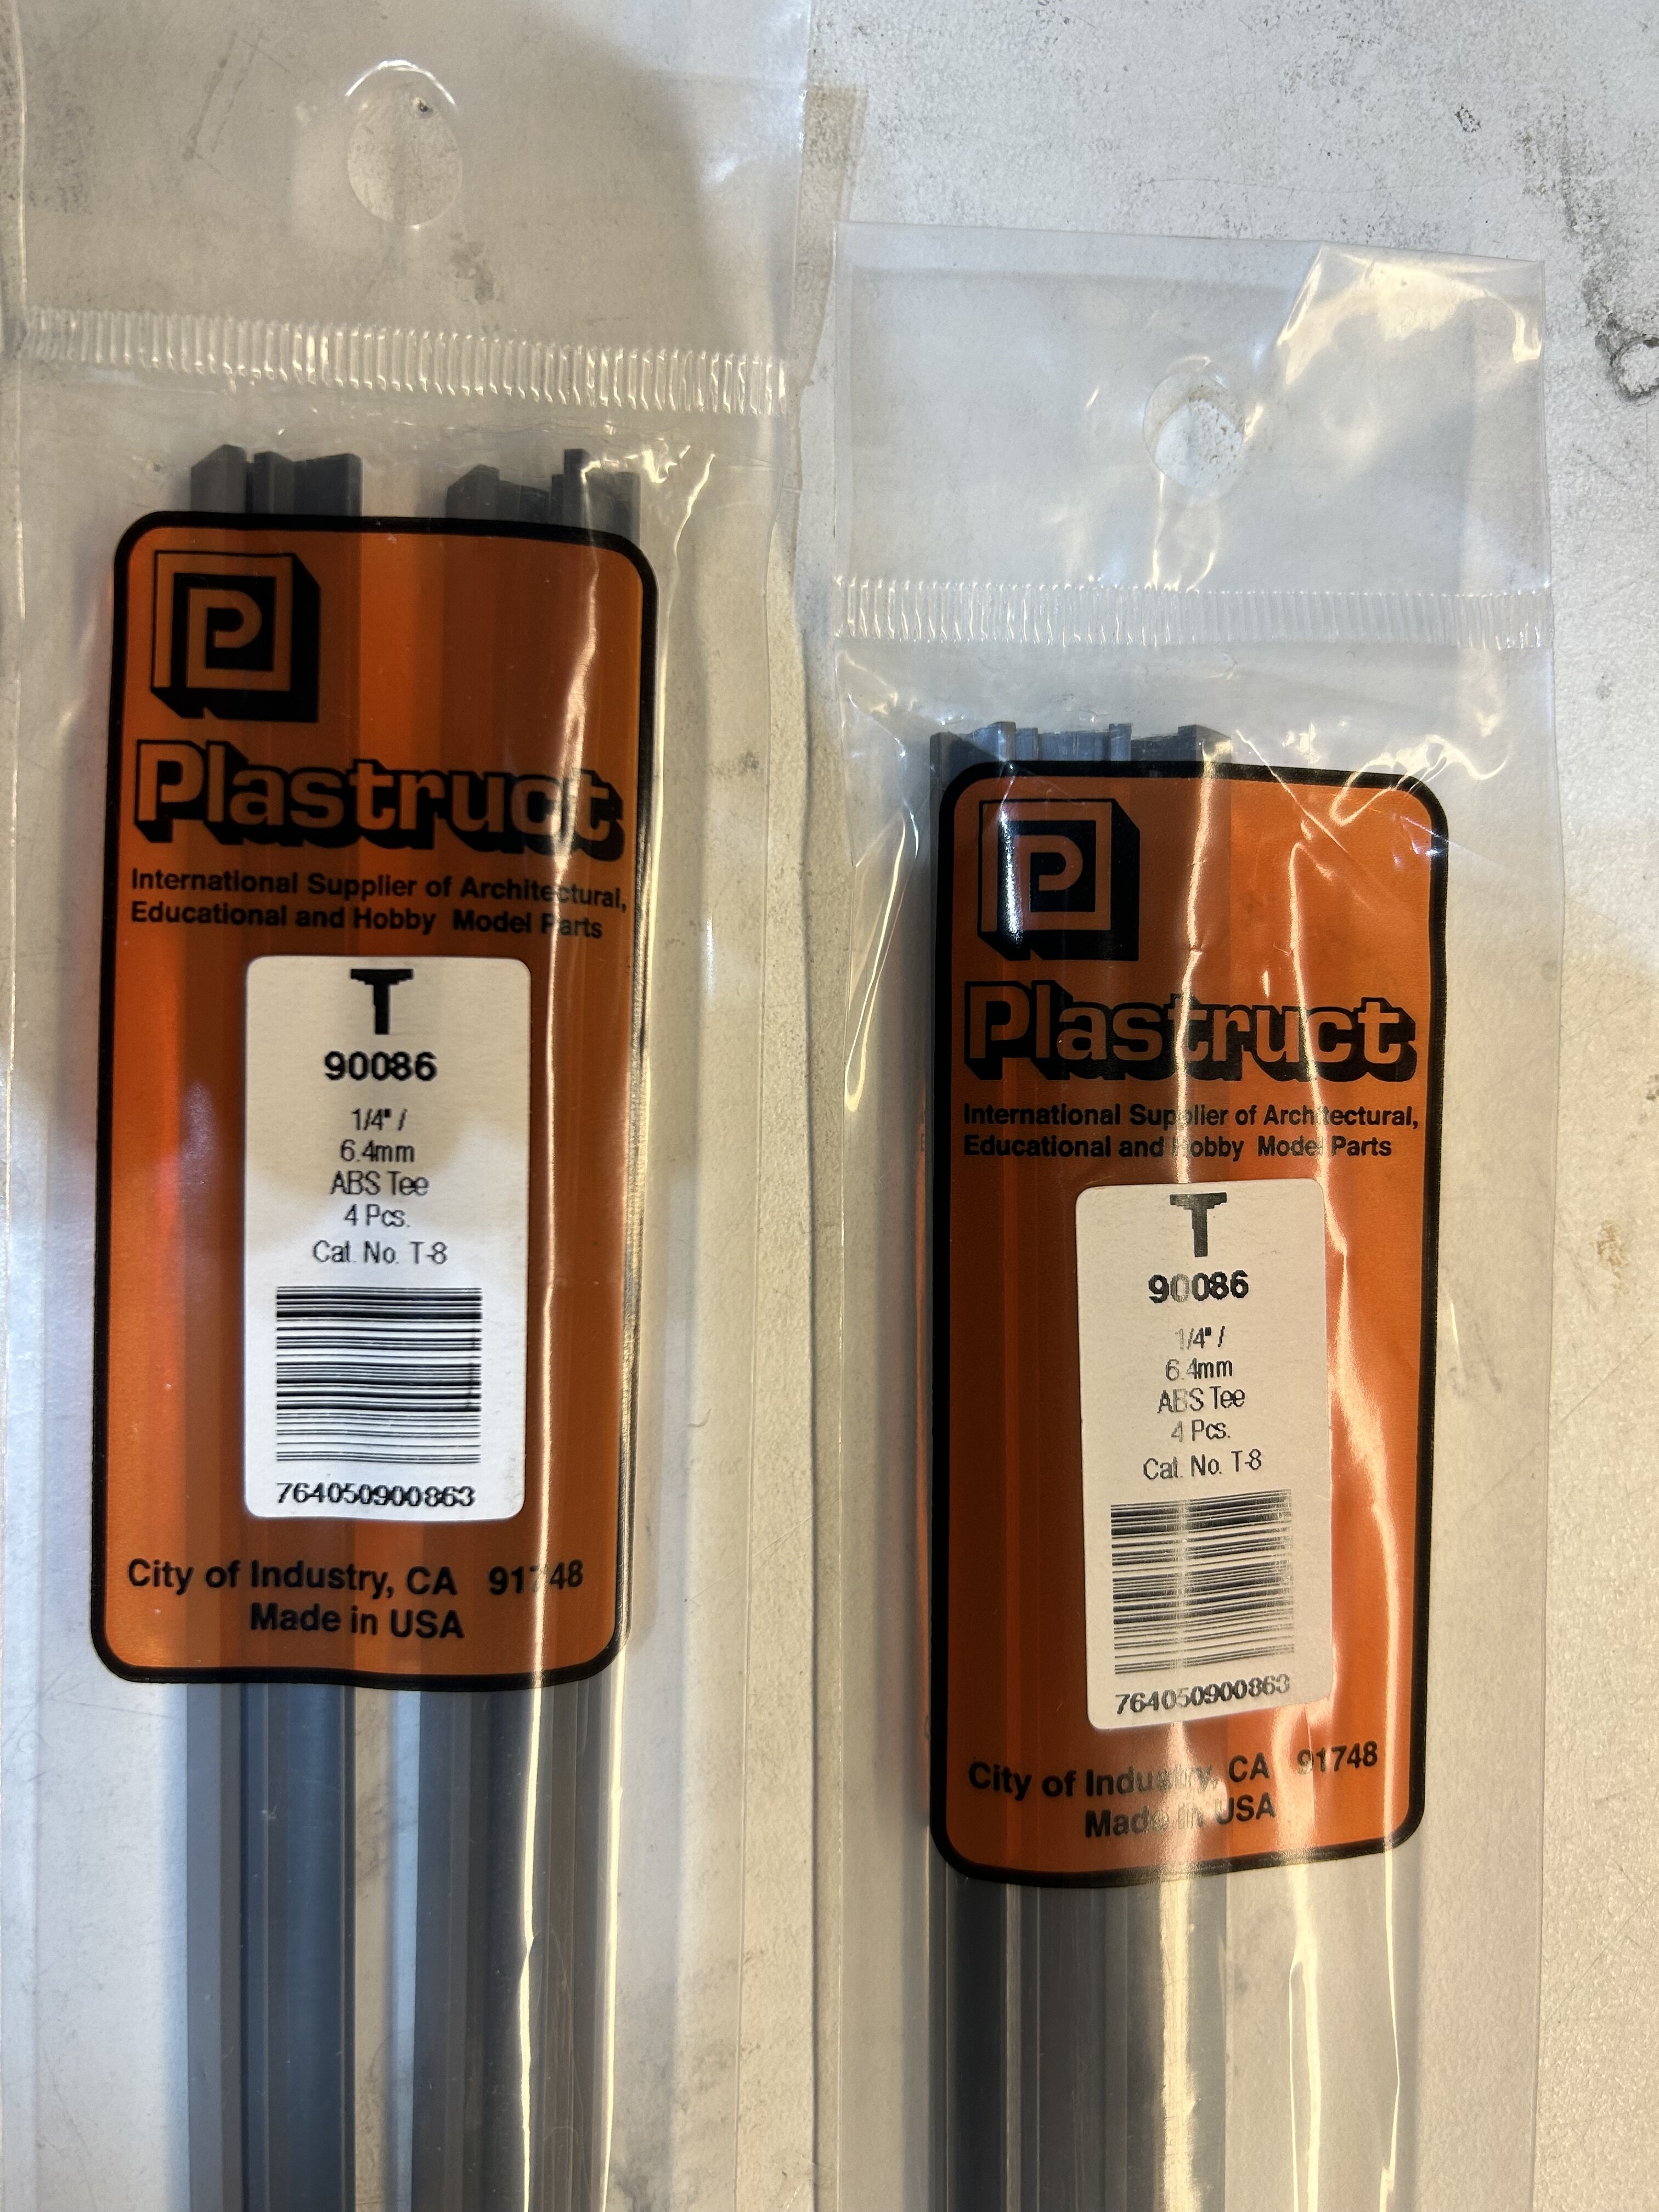 P
Plastruct
International Supplier of Architectural,
Educational and Hobby Model Parts
T
90086
1/4" /
6.4mm
ABS Tee
4 Pcs.
Cat. No. T-8
764050900863
City of Industry, CA 91748
Made in USA
P
Plastruct
International Supplier of Architectural,
Educational and Hobby Model Parts
T
90086
1/4" /
6.4mm
ABS Tee
4 Pcs.
Cat. No. T-8
764050900863
City of Industry, CA 91748
Made in USA